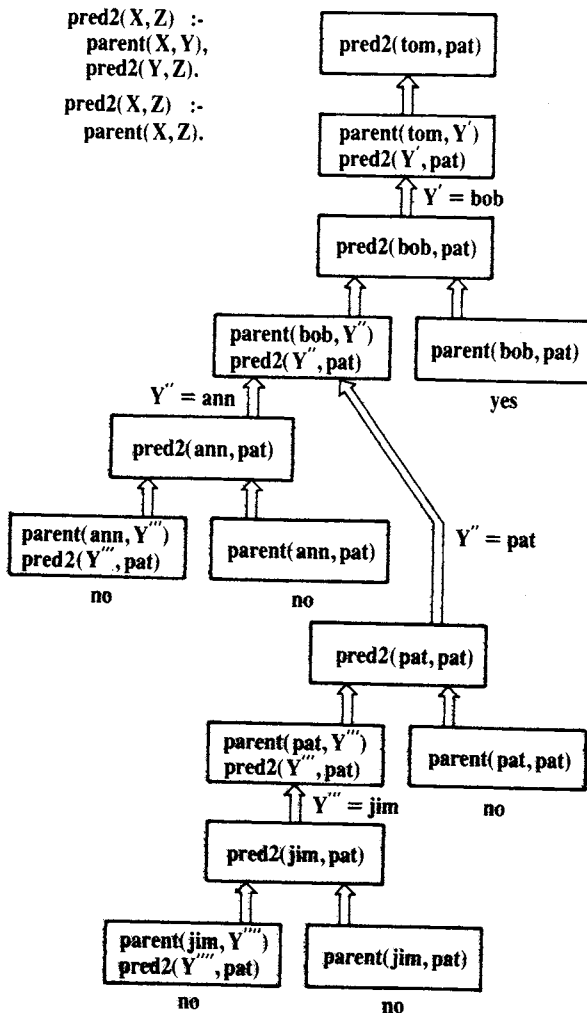 pred2(X,Z) :-
parent(X,Y),
pred2(Y,Z).
pred2(X,Z) :-
parent(X,Z).
pred2(tom,pat)
parent(tom,Y')
pred2(Y',pat)
Y' = bob
pred2(bob,pat)
parent(bob,Y'')
pred2(Y'',pat)
parent(bob,pat)
yes
Y'' = ann
pred2(ann,pat)
parent(ann,Y''')
pred2(Y''',pat)
no
parent(ann,pat)
no
Y'' = pat
pred2(pat,pat)
parent(pat,Y''')
pred2(Y''',pat)
parent(pat,pat)
no
Y''' = jim
pred2(jim,pat)
parent(jim,Y'''')
pred2(Y'''',pat)
no
parent(jim,pat)
no